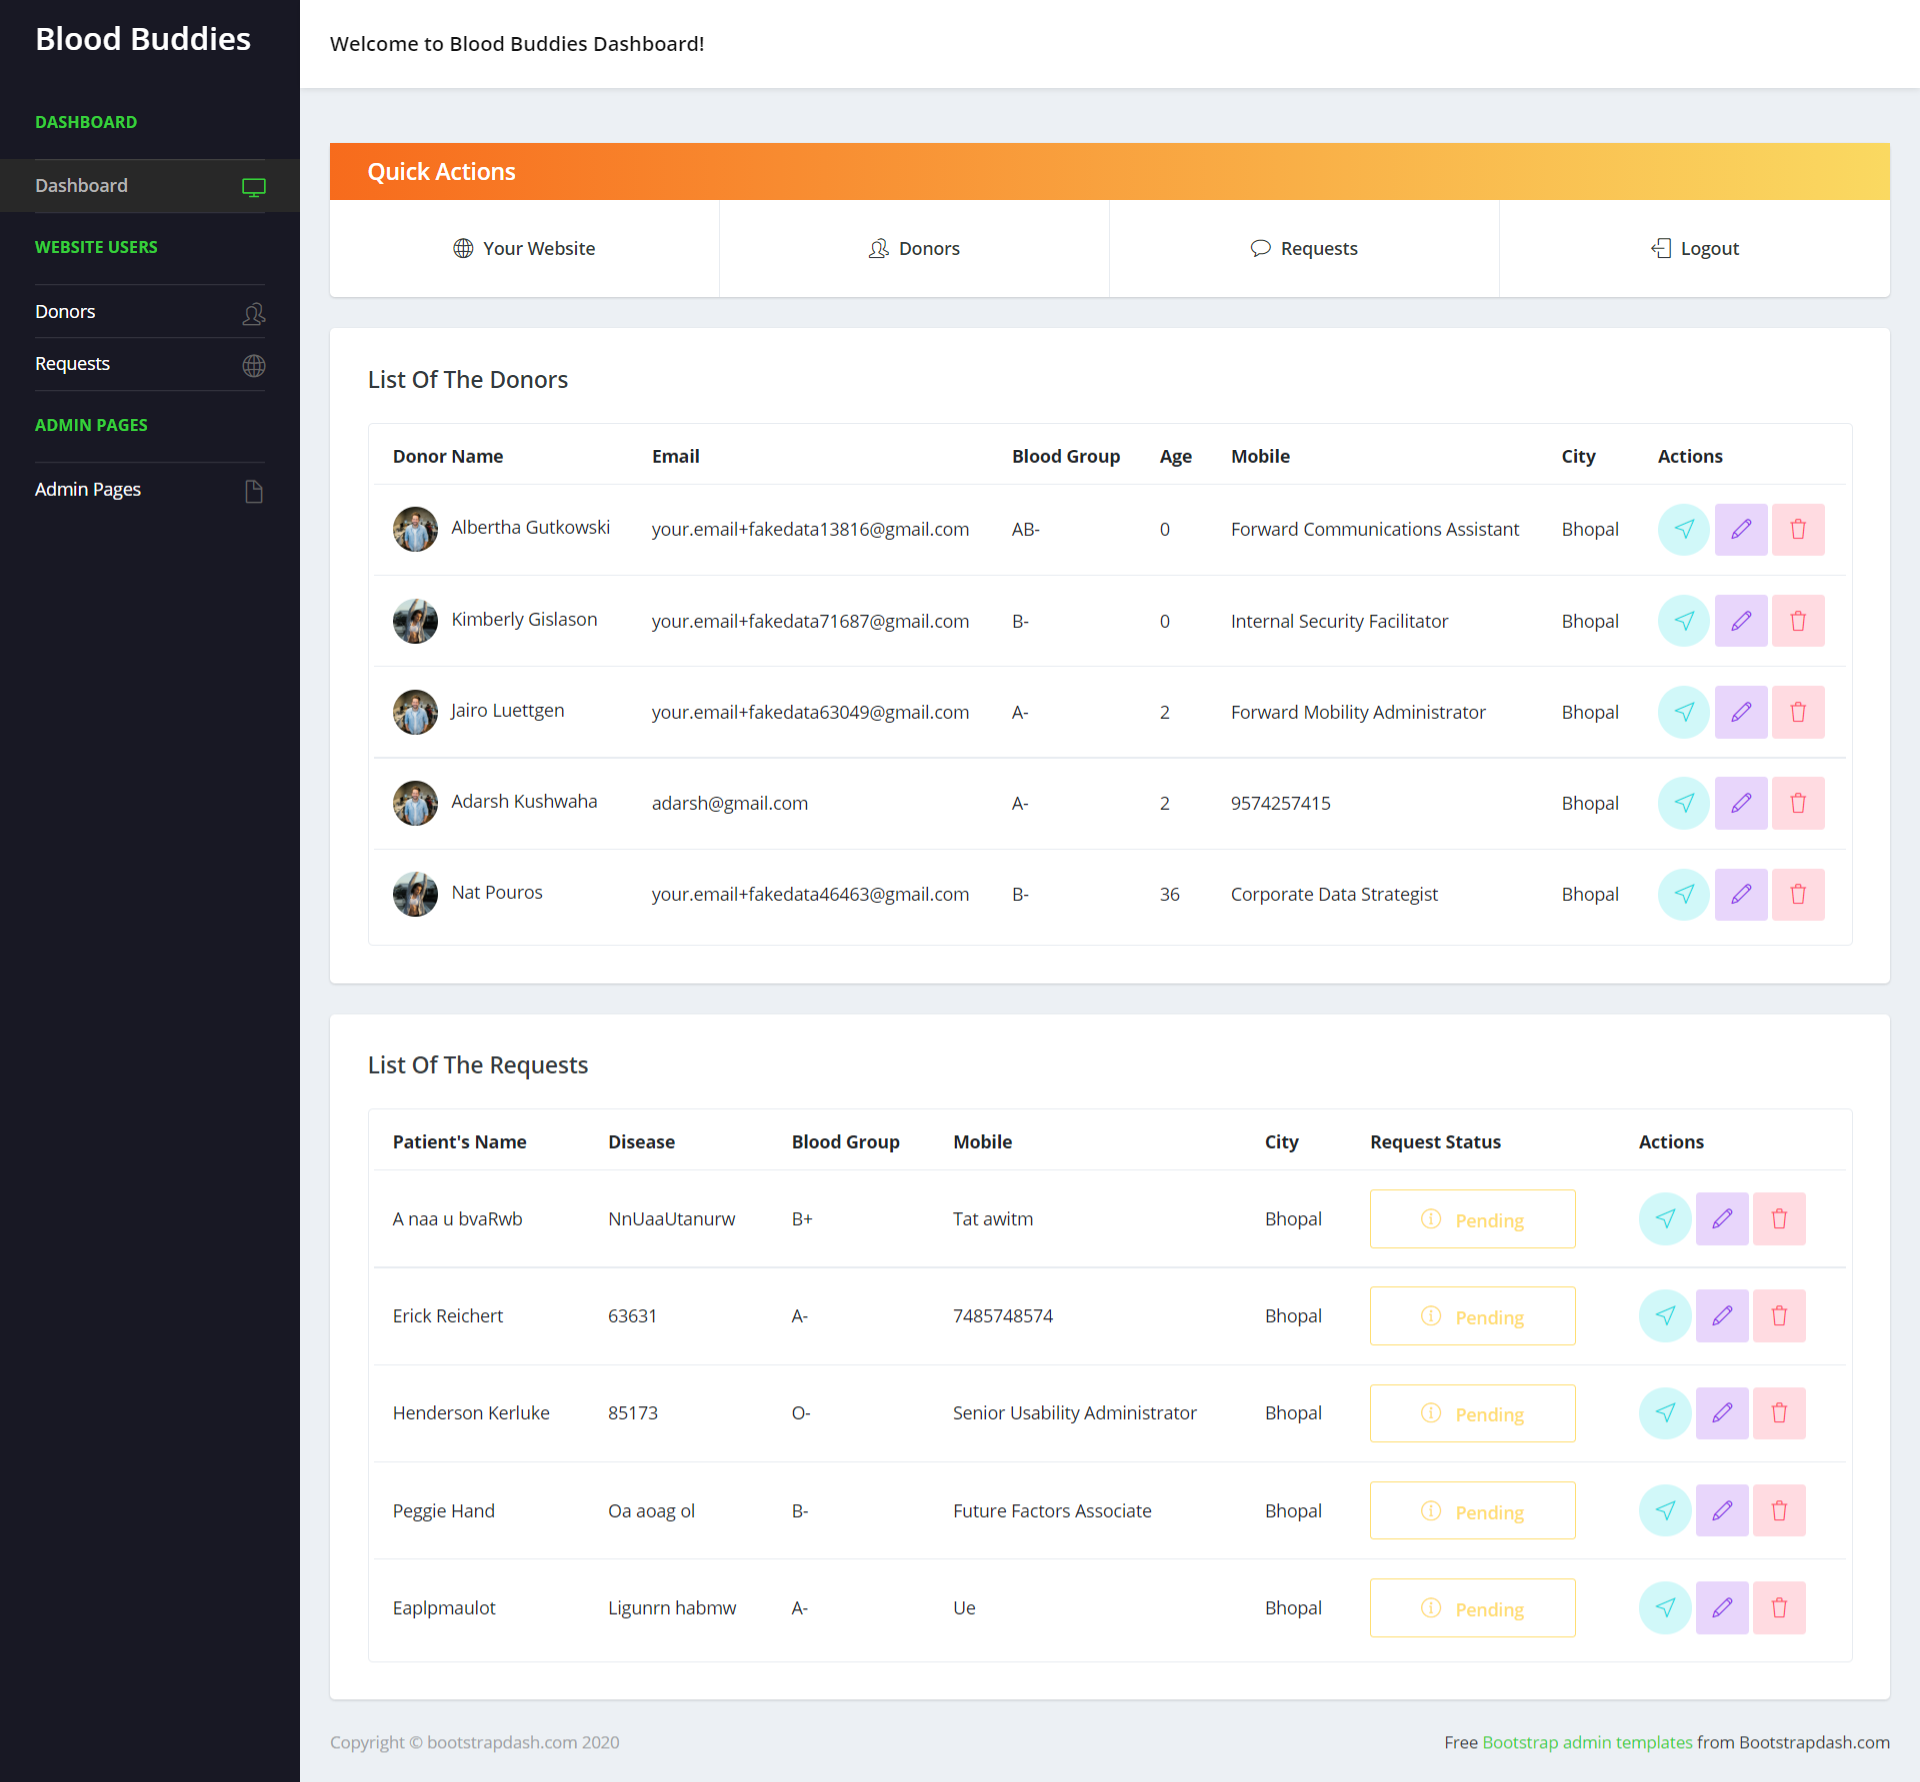 Blood Buddies
DASHBOARD
Dashboard
WEBSITE USERS
Donors
Requests
ADMIN PAGES
Admin Pages
Welcome to Blood Buddies Dashboard!
Quick Actions
Your Website Donors Requests Logout
List Of The Donors
Donor Name Email Blood Group Age Mobile City Actions
Albertha Gutkowski your.email+fakedata13816@gmail.com AB- 0 Forward Communications Assistant Bhopal
Kimberly Gislason your.email+fakedata71687@gmail.com B- 0 Internal Security Facilitator Bhopal
Jairo Luettgen your.email+fakedata63049@gmail.com A- 2 Forward Mobility Administrator Bhopal
Adarsh Kushwaha adarsh@gmail.com A- 2 9574257415 Bhopal
Nat Pouros your.email+fakedata46463@gmail.com B- 36 Corporate Data Strategist Bhopal
List Of The Requests
Patient's Name Disease Blood Group Mobile City Request Status Actions
A naa u bvaRwb NnUaaUtanurw B+ Tat awitm Bhopal Pending
Erick Reichert 63631 A- 7485748574 Bhopal Pending
Henderson Kerluke 85173 O- Senior Usability Administrator Bhopal Pending
Peggie Hand Oa aoag ol B- Future Factors Associate Bhopal Pending
Eaplpmaulot Ligunrn habmw A- Ue Bhopal Pending
Copyright © bootstrapdash.com 2020
Free Bootstrap admin templates from Bootstrapdash.com